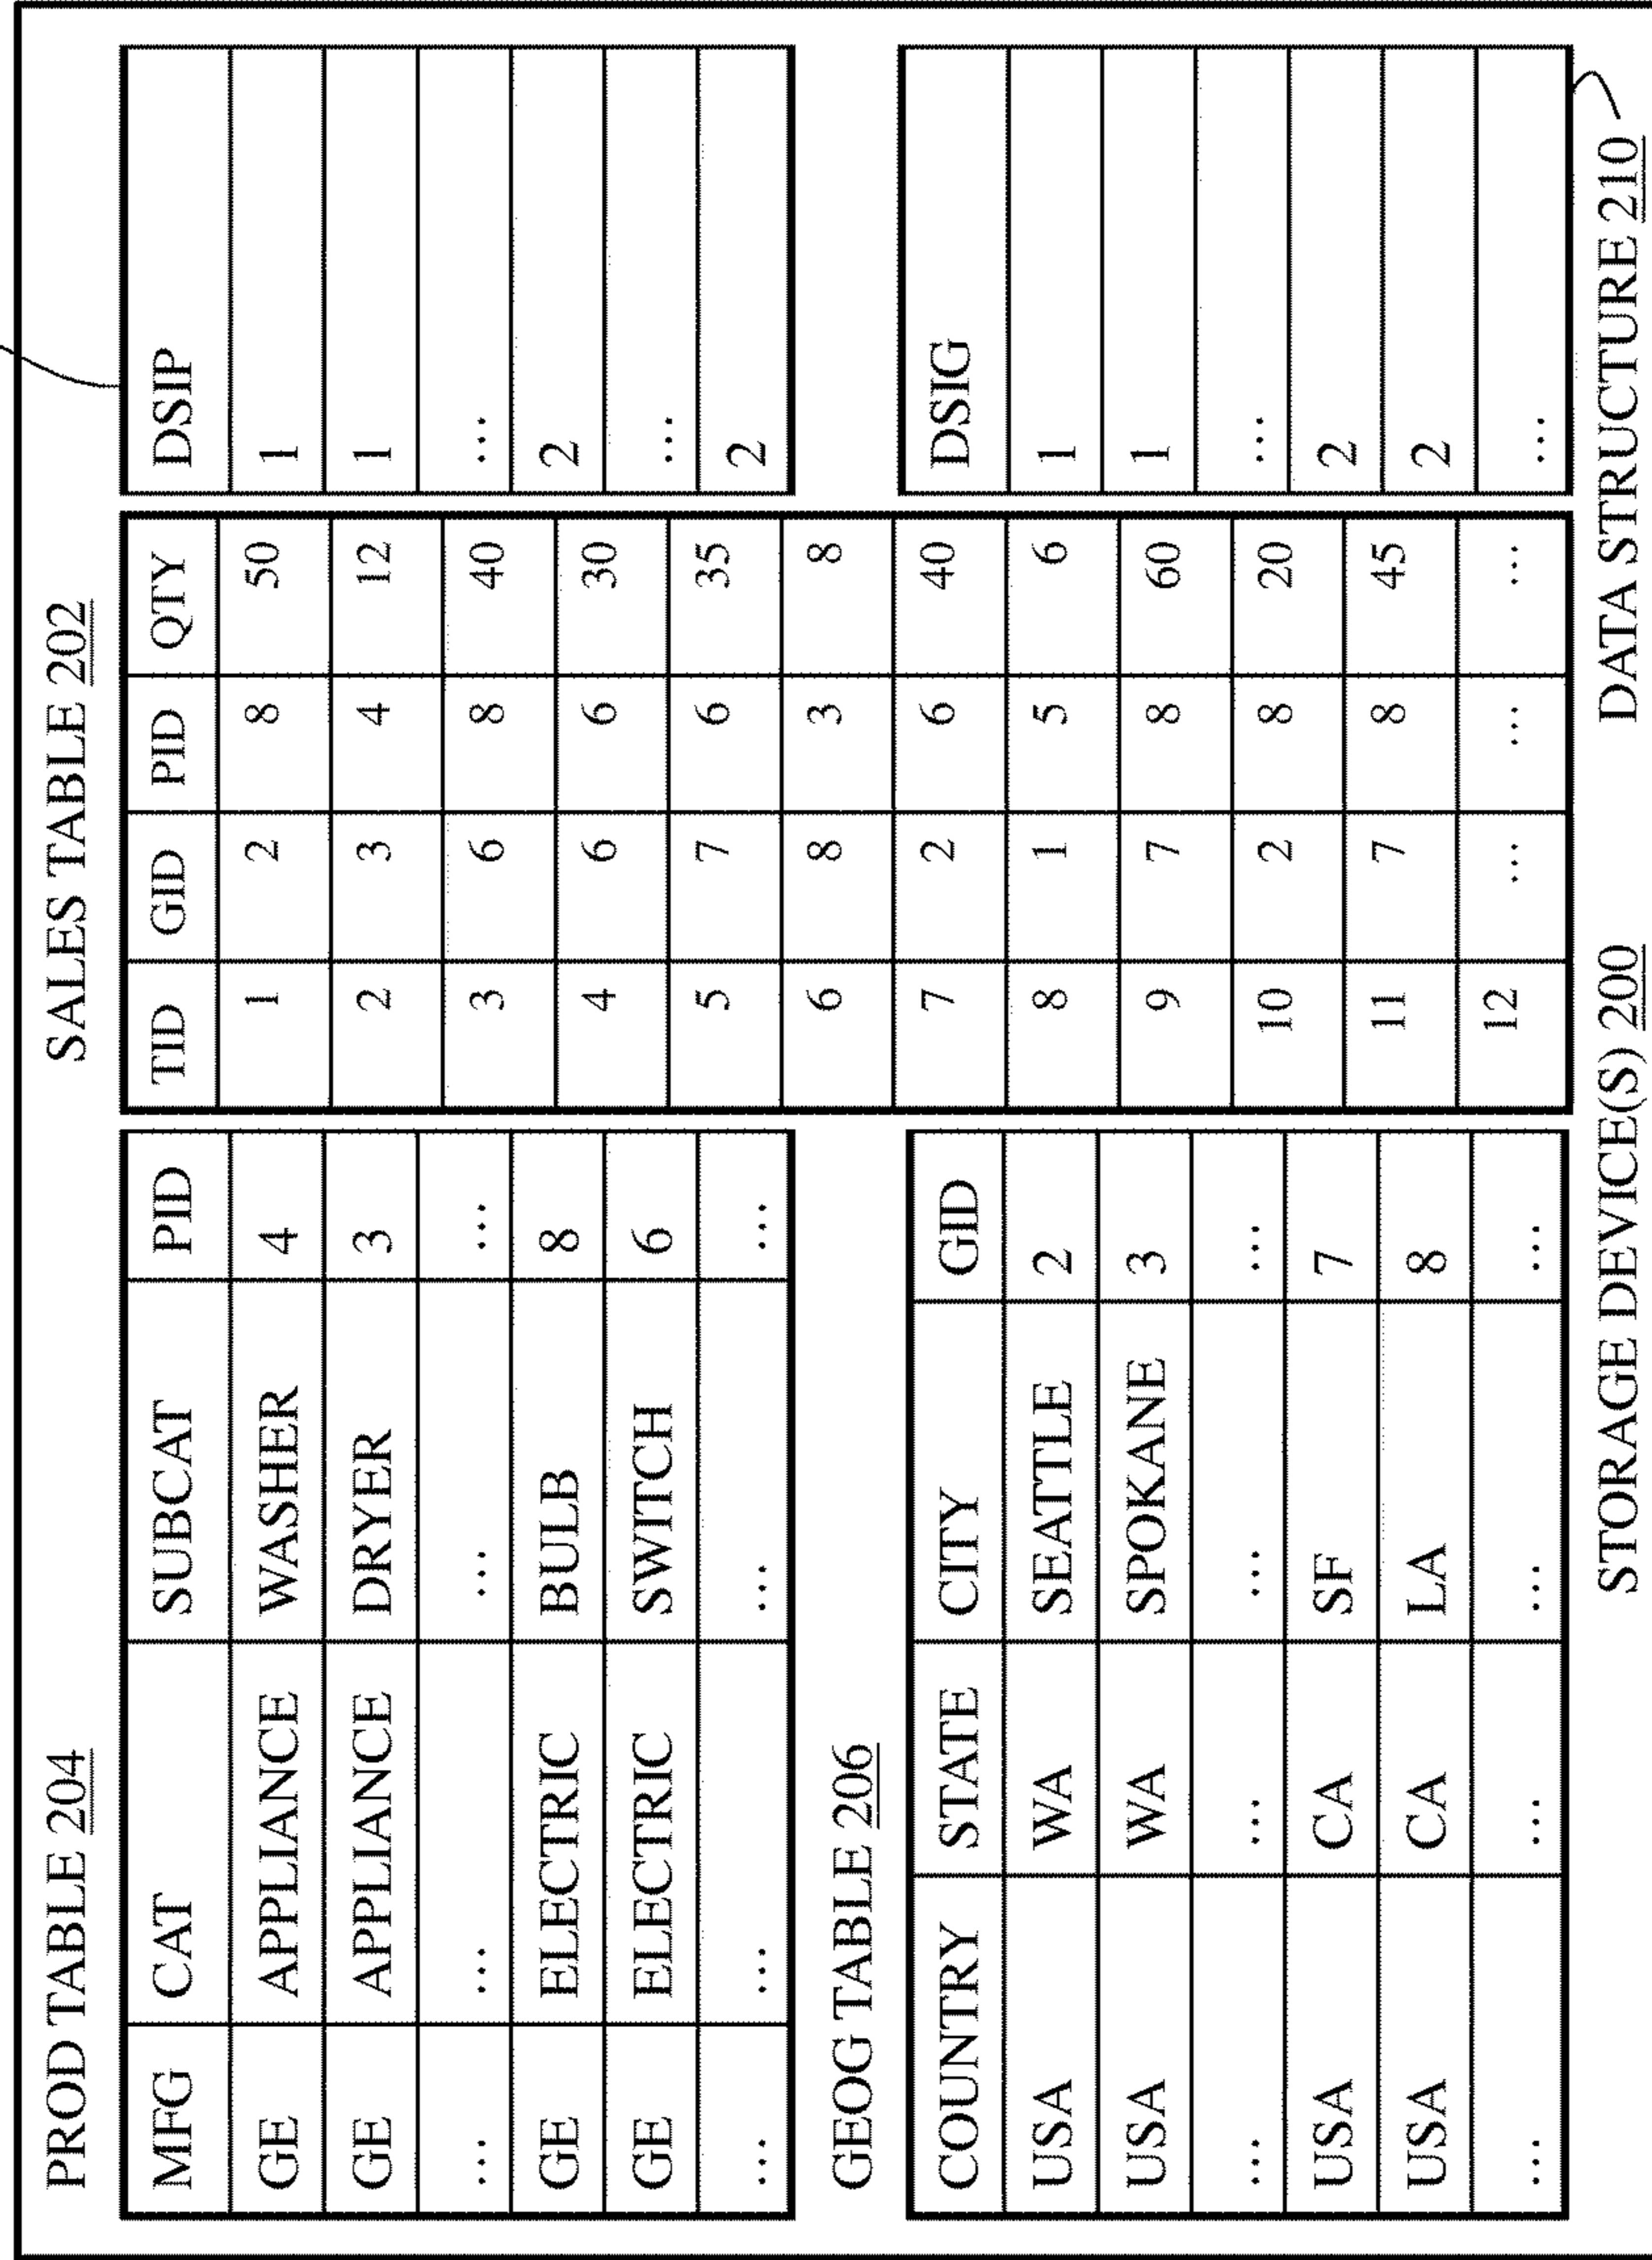 PROD TABLE 204
MFG CAT SUBCAT PID
GE APPLIANCE WASHER 4
GE APPLIANCE DRYER 3
... ... ... ...
GE ELECTRIC BULB 8
GE ELECTRIC SWITCH 6
... ... ... ...
GEOG TABLE 206
COUNTRY STATE CITY GID
USA WA SEATTLE 2
USA WA SPOKANE 3
... ... ... ...
USA CA SF 7
USA CA LA 8
... ... ... ...
SALES TABLE 202
TID GID PID QTY
1 2 8 50
2 3 4 12
3 6 8 40
4 6 6 30
5 7 6 35
6 8 3 8
7 2 6 40
8 1 5 6
9 7 8 60
10 2 8 20
11 7 8 45
12 ... ... ...
DSIP
1
1
...
2
...
2
DSIG
1
1
...
2
2
...
STORAGE DEVICE(S) 200
DATA STRUCTURE 210